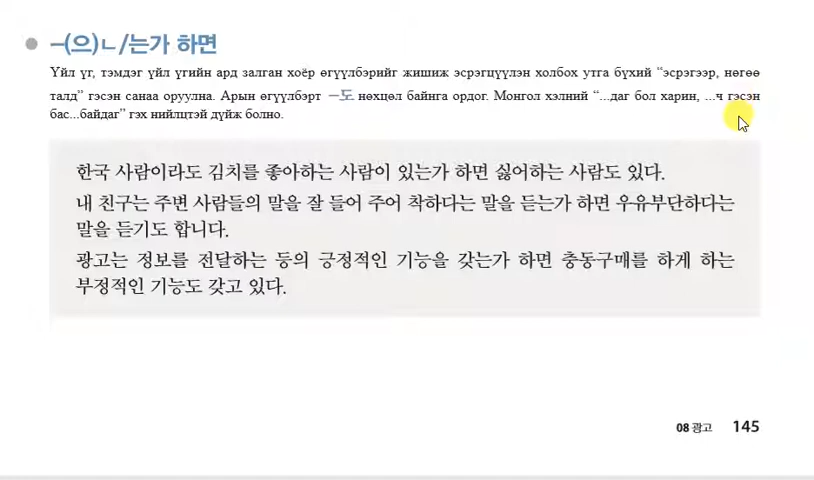 -(으)ㄴ/는가 하면
Үйл үг, тэмдэг үйл үгийн ард залган хоёр өгүүлбэрийг жишиж эсрэгцүүлэн холбох утга бүхий “эсрэгээр, нөгөө
талд” гэсэн санаа оруулна. Арын өгүүлбэрт -도 нөхцөл байнга ордог. Монгол хэлний “...даг бол харин, ...ч гэсэн
бас...байдаг” гэх нийлцтэй дүйж болно.
한국 사람이라도 김치를 좋아하는 사람이 있는가 하면 싫어하는 사람도 있다.
내 친구는 주변 사람들의 말을 잘 들어 주어 착하다는 말을 듣는가 하면 우유부단하다는
말을 듣기도 합니다.
광고는 정보를 전달하는 등의 긍정적인 기능을 갖는가 하면 충동구매를 하게 하는
부정적인 기능도 갖고 있다.
08 광고 145